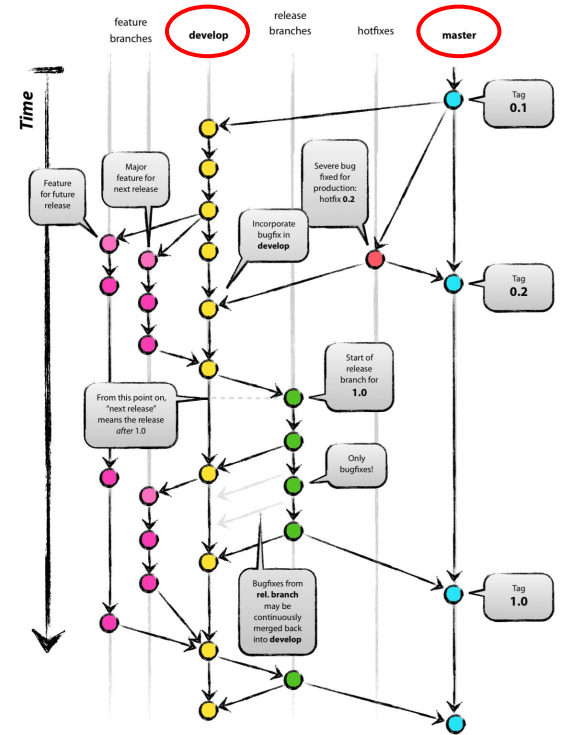 feature
branches
develop
release
branches
hotfixes
master
Time
Tag
0.1
Major
feature for
next release
Feature
for future
release
Severe bug
fixed for
production:
hotfix 0.2
Incorporate
bugfix in
develop
Tag
0.2
Start of
release
branch for
1.0
From this point on,
“next release”
means the release
after 1.0
Only
bugfixes!
Bugfixes from
rel. branch
may be
continuously
merged back
into develop
Tag
1.0